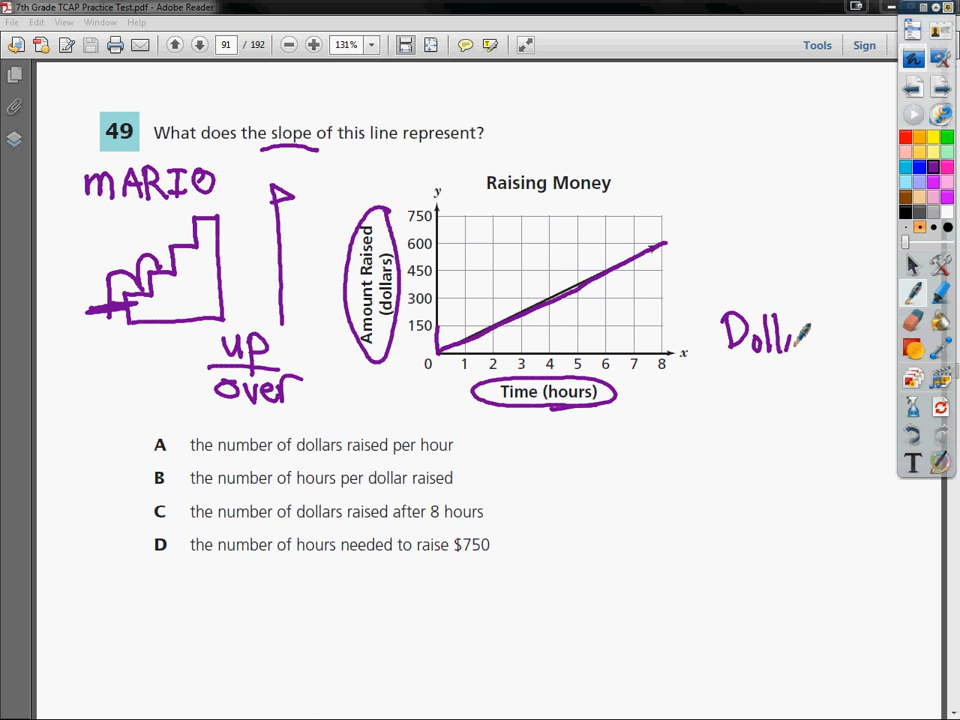 7th Grade TCAP Practice Test.pdf - Adobe Reader
File Edit View Window Help
91 / 192 131% Tools Sign
49 What does the slope of this line represent?
MARIO
up
over
Raising Money
y
Amount Raised
(dollars)
750
600
450
300
150
0 1 2 3 4 5 6 7 8 x
Time (hours)
Doll
A the number of dollars raised per hour
B the number of hours per dollar raised
C the number of dollars raised after 8 hours
D the number of hours needed to raise $750
T